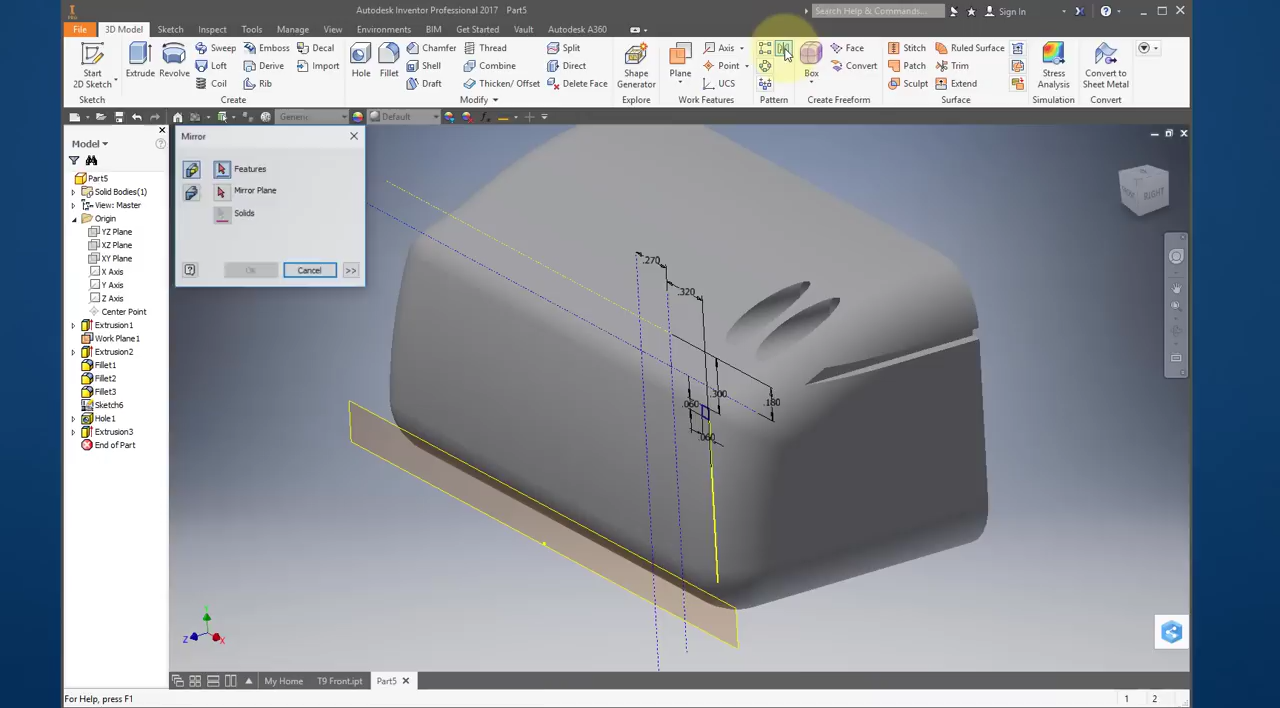 Autodesk Inventor Professional 2017 Part5
Search Help & Commands...
Sign In
File 3D Model Sketch Inspect Tools Manage View Environments BIM Get Started Vault Autodesk A360
Start
2D Sketch
Extrude
Revolve
Sweep
Loft
Coil
Emboss
Derive
Rib
Decal
Import
Hole
Fillet
Chamfer
Shell
Draft
Thread
Combine
Thicken/ Offset
Split
Direct
Delete Face
Shape
Generator
Plane
Axis
Point
UCS
Box
Face
Convert
Stitch
Patch
Sculpt
Ruled Surface
Trim
Extend
Stress
Analysis
Convert to
Sheet Metal
Sketch Create Modify Explore Work Features Pattern Create Freeform Surface Simulation Convert
Generic Default
Model
Part5
Solid Bodies(1)
View: Master
Origin
YZ Plane
XZ Plane
XY Plane
X Axis
Y Axis
Z Axis
Center Point
Extrusion1
Work Plane1
Extrusion2
Fillet1
Fillet2
Fillet3
Sketch6
Hole1
Extrusion3
End of Part
Mirror
Features
Mirror Plane
Solids
OK Cancel >>
.270
.320
.300
.180
.060
.060
RIGHT
Y
Z
X
My Home T9 Front.ipt Part5
For Help, press F1
1 2